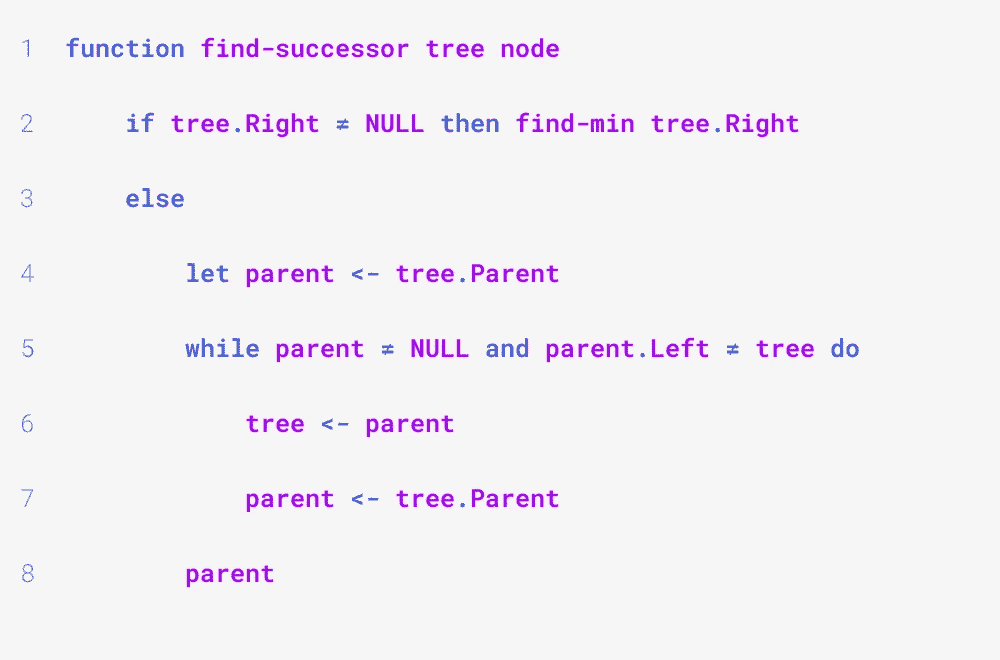 1 function find-successor tree node
2 if tree.Right ≠ NULL then find-min tree.Right
3 else
4 let parent <- tree.Parent
5 while parent ≠ NULL and parent.Left ≠ tree do
6 tree <- parent
7 parent <- tree.Parent
8 parent